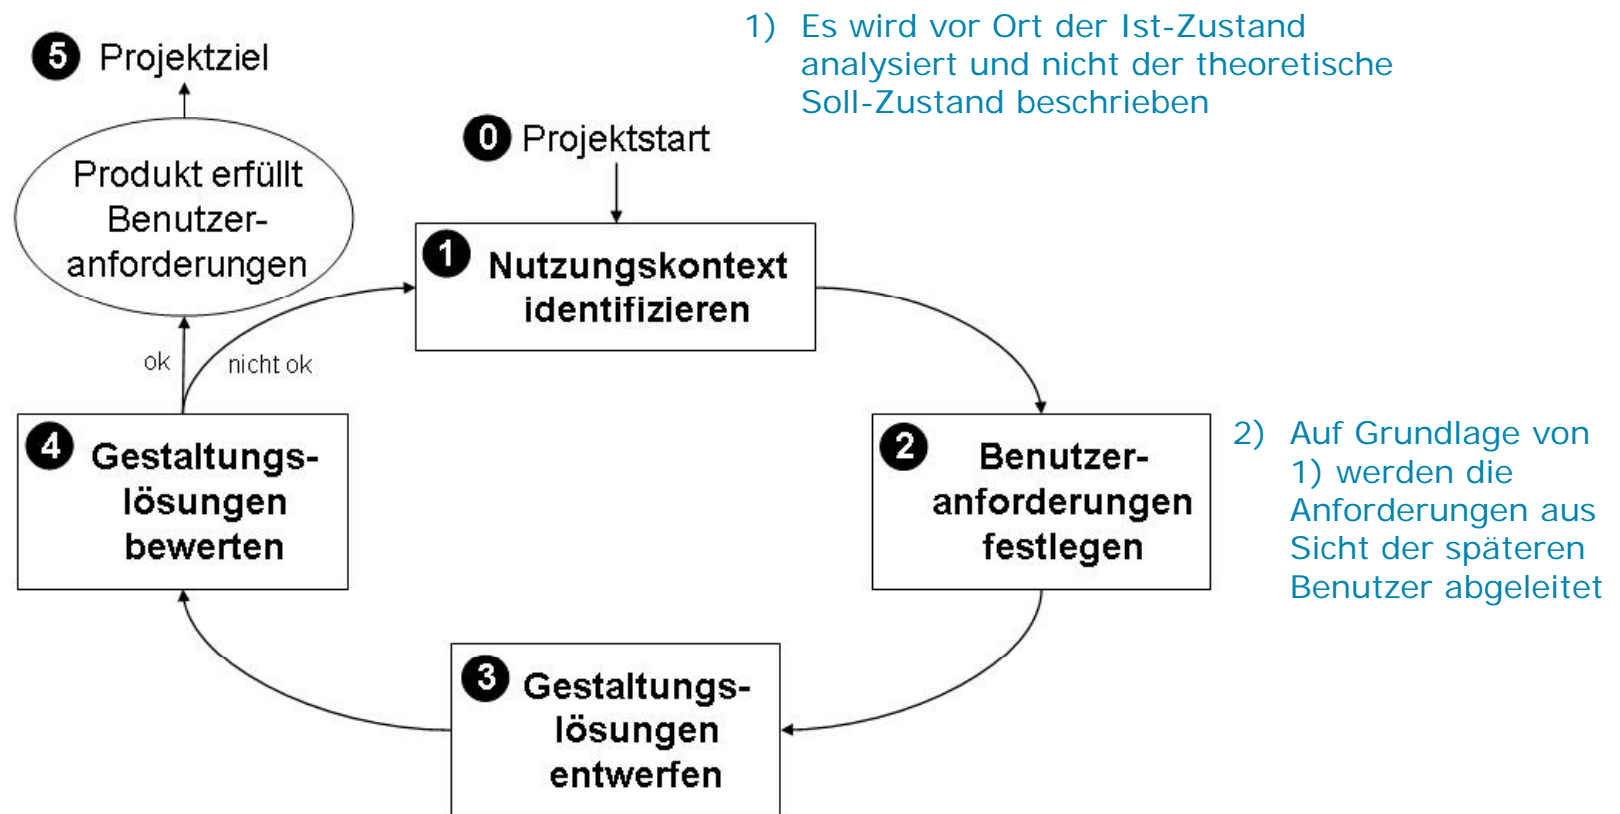 1) Es wird vor Ort der Ist-Zustand
analysiert und nicht der theoretische
Soll-Zustand beschrieben
5 Projektziel
0 Projektstart
Produkt erfüllt
Benutzer-
anforderungen
1 Nutzungskontext
identifizieren
ok
nicht ok
2 Benutzer-
anforderungen
festlegen
2) Auf Grundlage von
1) werden die
Anforderungen aus
Sicht der späteren
Benutzer abgeleitet
4 Gestaltungs-
lösungen
bewerten
3 Gestaltungs-
lösungen
entwerfen